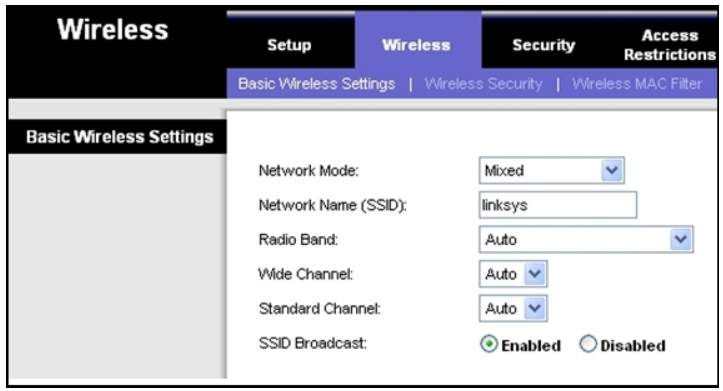 Wireless
Setup Wireless Security Access Restrictions
Basic Wireless Settings | Wireless Security | Wireless MAC Filter
Basic Wireless Settings
Network Mode: Mixed
Network Name (SSID): linksys
Radio Band: Auto
Wide Channel: Auto
Standard Channel: Auto
SSID Broadcast: Enabled Disabled